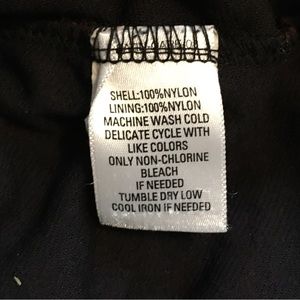 SHELL:100%NYLON
LINING:100%NYLON
MACHINE WASH COLD
DELICATE CYCLE WITH
LIKE COLORS
ONLY NON-CHLORINE
BLEACH
IF NEEDED
TUMBLE DRY LOW
COOL IRON IF NEEDED